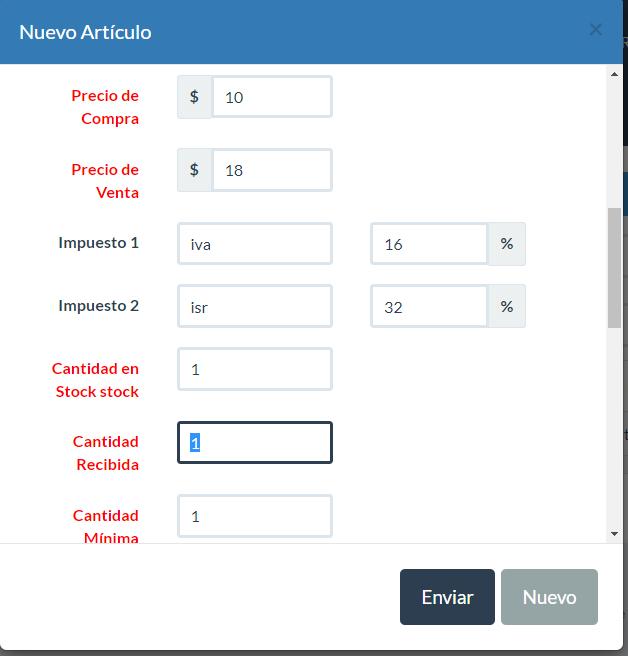 Nuevo Artículo ×
Precio de
Compra
$ 10
Precio de
Venta
$ 18
Impuesto 1 iva 16 %
Impuesto 2 isr 32 %
Cantidad en
Stock stock
1
Cantidad
Recibida
1
Cantidad
Mínima
1
Enviar Nuevo